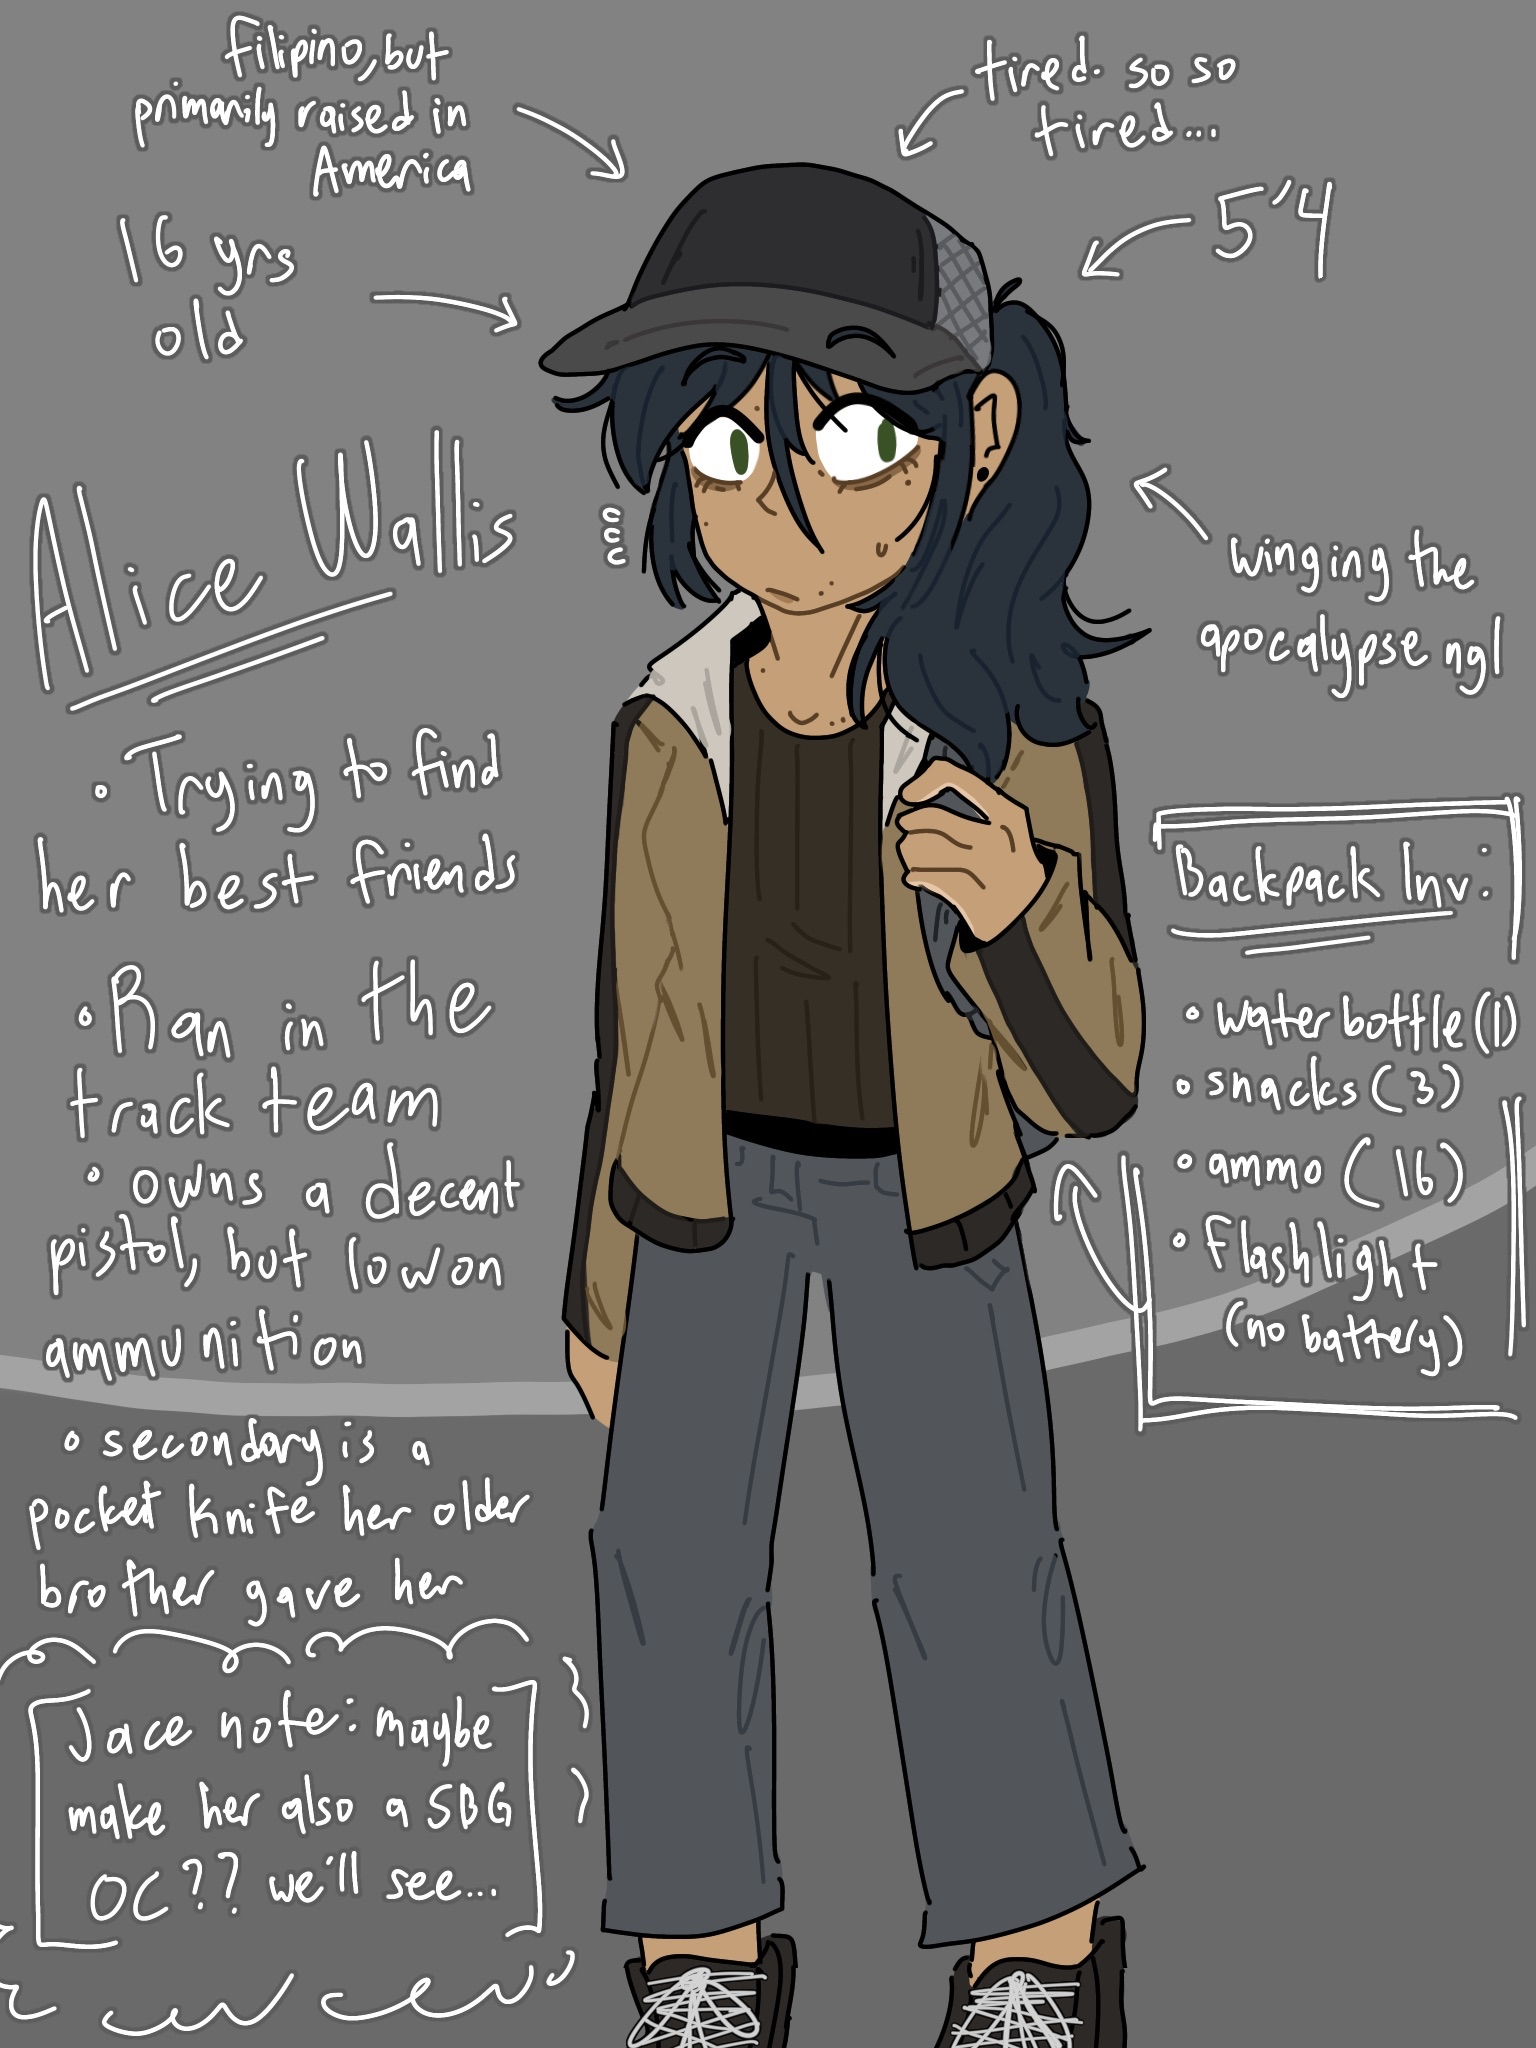 filipino, but
primarily raised in
America
tired. so so
tired...
16 yrs
old
5'4
Alice Wallis
winging the
apocalypse ngl
• Trying to find
her best friends
• Ran in the
track team
• owns a decent
pistol, but low on
ammunition
• secondary is a
pocket knife her older
brother gave her
Backpack Inv:
• water bottle (1)
• snacks (3)
• ammo (16)
• flashlight
(no battery)
Jace note: maybe
make her also a SBG
OC?? we'll see...